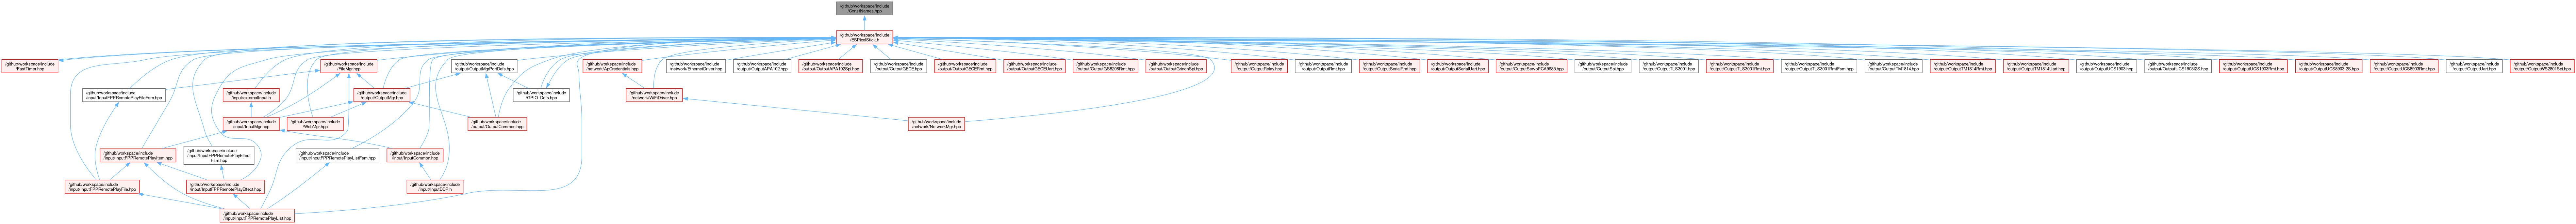 /github/workspace/include
/ConstNames.hpp
/github/workspace/include
/ESPixelStick.h
/github/workspace/include
/FastTimer.hpp
/github/workspace/include
/FileMgr.hpp
/github/workspace/include
/output/OutputMgrPortDefs.hpp
/github/workspace/include
/network/ApCredentials.hpp
/github/workspace/include
/network/EthernetDriver.hpp
/github/workspace/include
/output/OutputAPA102.hpp
/github/workspace/include
/output/OutputAPA102Spi.hpp
/github/workspace/include
/output/OutputGECE.hpp
/github/workspace/include
/output/OutputGECERmt.hpp
/github/workspace/include
/output/OutputGECEUart.hpp
/github/workspace/include
/output/OutputGS8208Rmt.hpp
/github/workspace/include
/output/OutputGrinchSpi.hpp
/github/workspace/include
/output/OutputRelay.hpp
/github/workspace/include
/output/OutputRmt.hpp
/github/workspace/include
/output/OutputSerialRmt.hpp
/github/workspace/include
/output/OutputSerialUart.hpp
/github/workspace/include
/output/OutputServoPCA9685.hpp
/github/workspace/include
/output/OutputSpi.hpp
/github/workspace/include
/output/OutputTLS3001.hpp
/github/workspace/include
/output/OutputTLS3001Rmt.hpp
/github/workspace/include
/output/OutputTLS3001RmtFsm.hpp
/github/workspace/include
/output/OutputTM1814.hpp
/github/workspace/include
/output/OutputTM1814Rmt.hpp
/github/workspace/include
/output/OutputTM1814Uart.hpp
/github/workspace/include
/output/OutputUCS1903.hpp
/github/workspace/include
/output/OutputUCS1903I2S.hpp
/github/workspace/include
/output/OutputUCS1903Rmt.hpp
/github/workspace/include
/output/OutputUCS8903I2S.hpp
/github/workspace/include
/output/OutputUCS8903Rmt.hpp
/github/workspace/include
/output/OutputUart.hpp
/github/workspace/include
/output/OutputWS2801Spi.hpp
/github/workspace/include
/input/InputFPPRemotePlayFileFsm.hpp
/github/workspace/include
/input/externalInput.h
/github/workspace/include
/output/OutputMgr.hpp
/github/workspace/include
/GPIO_Defs.hpp
/github/workspace/include
/network/WiFiDriver.hpp
/github/workspace/include
/input/InputMgr.hpp
/github/workspace/include
/WebMgr.hpp
/github/workspace/include
/output/OutputCommon.hpp
/github/workspace/include
/network/NetworkMgr.hpp
/github/workspace/include
/input/InputFPPRemotePlayItem.hpp
/github/workspace/include
/input/InputFPPRemotePlayEffect
Fsm.hpp
/github/workspace/include
/input/InputFPPRemotePlayListFsm.hpp
/github/workspace/include
/input/InputCommon.hpp
/github/workspace/include
/input/InputFPPRemotePlayFile.hpp
/github/workspace/include
/input/InputFPPRemotePlayEffect.hpp
/github/workspace/include
/input/InputDDP.h
/github/workspace/include
/input/InputFPPRemotePlayList.hpp